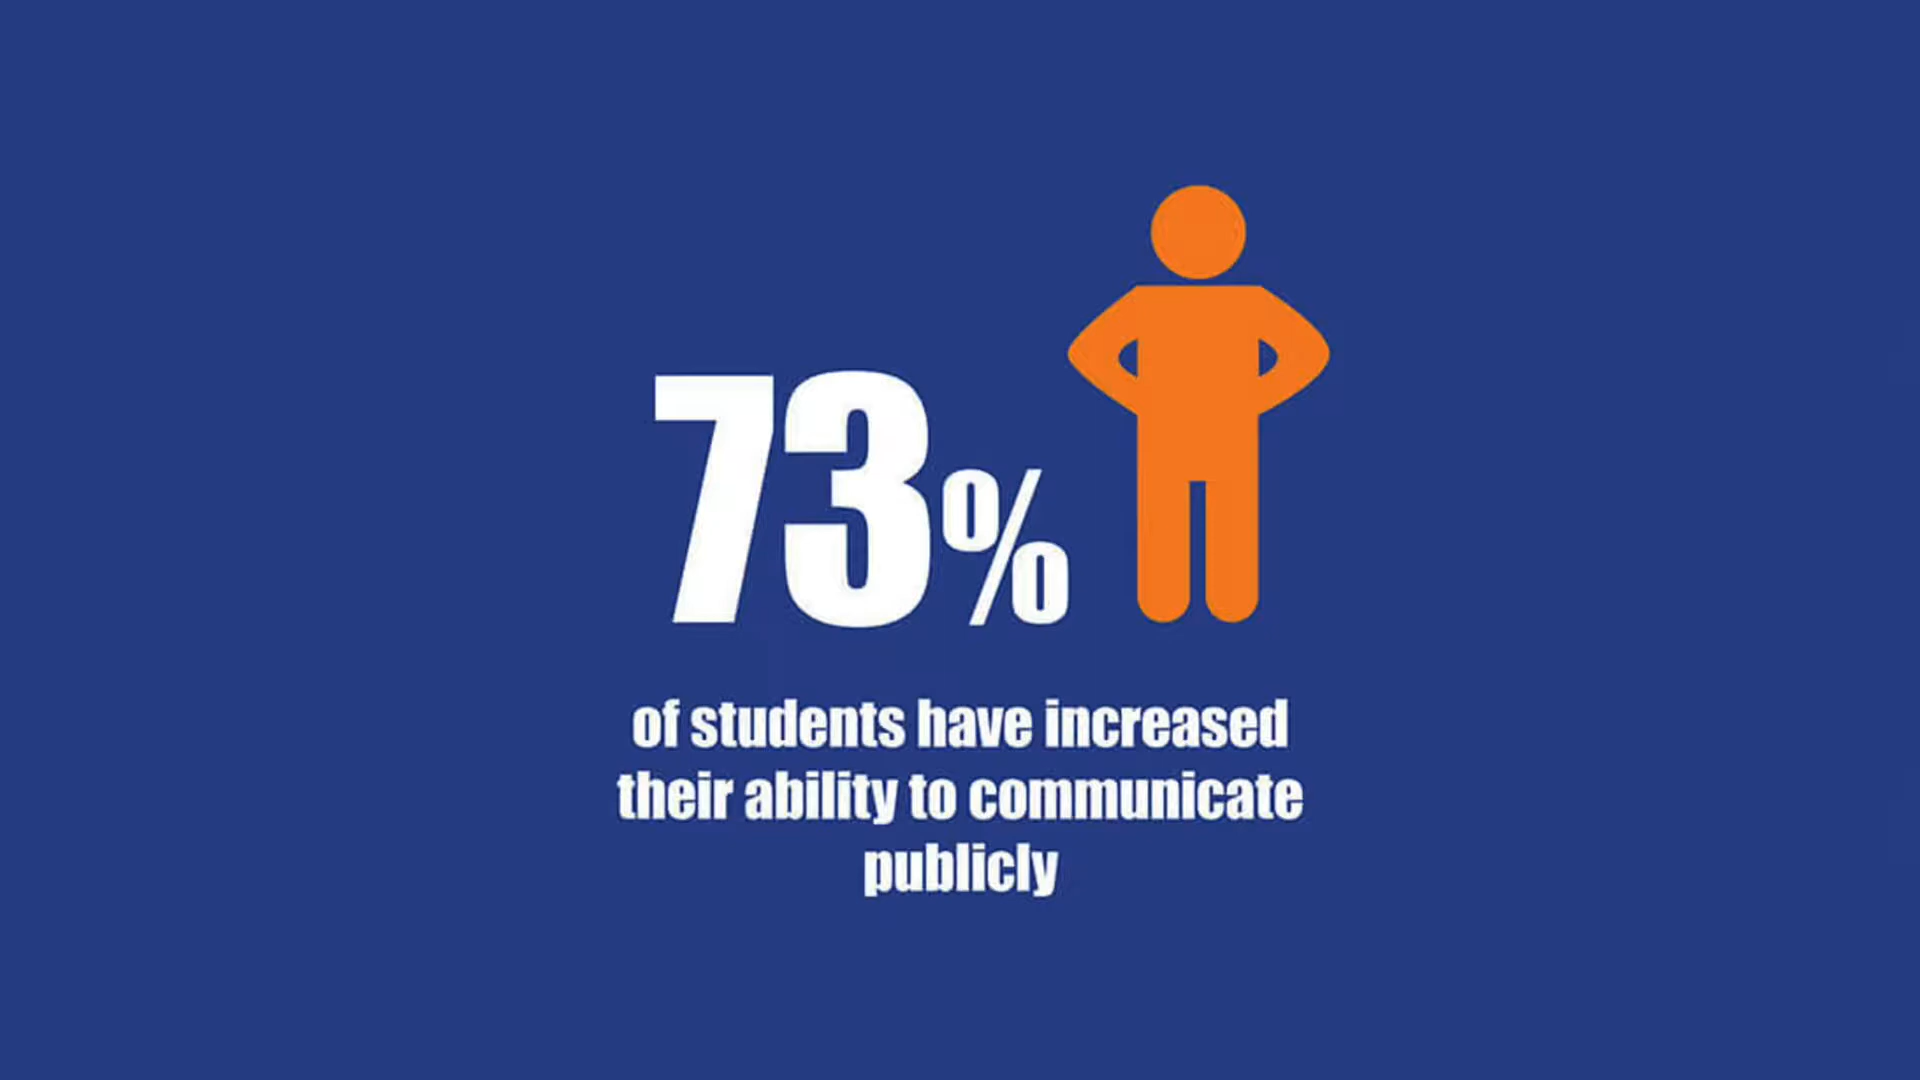 73%
of students have increased
their ability to communicate
publicly